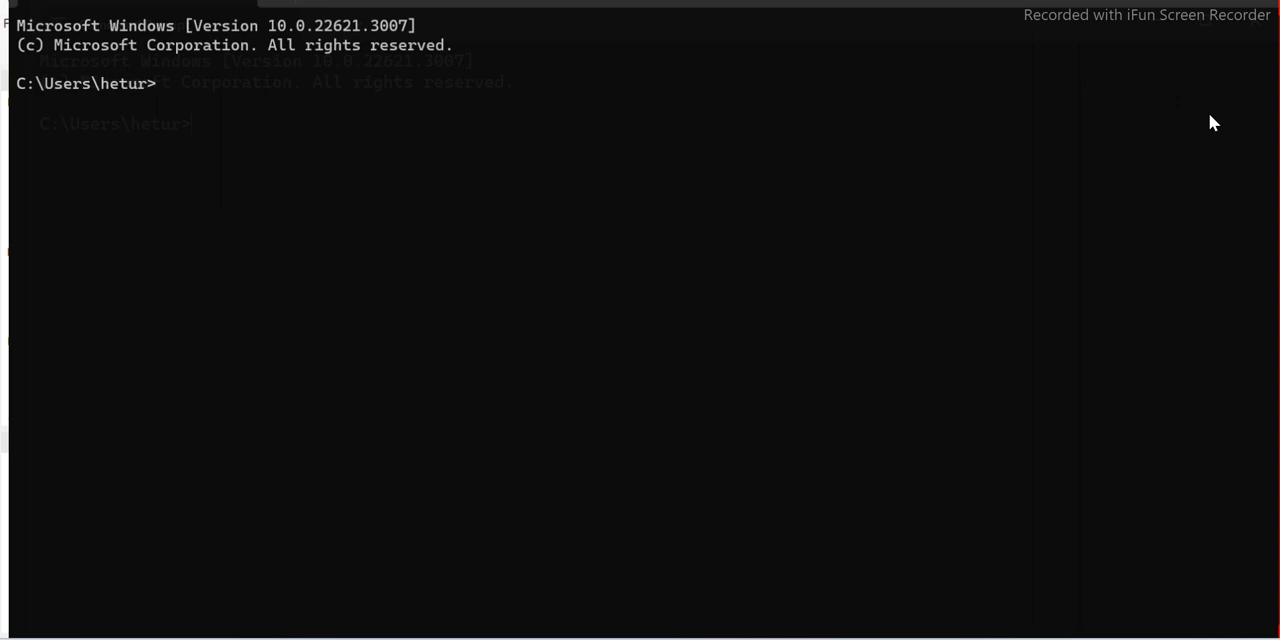 Recorded with iFun Screen Recorder
Microsoft Windows [Version 10.0.22621.3007]
(c) Microsoft Corporation. All rights reserved.
Microsoft Windows [Version 10.0.22621.3007]
Corporation. All rights reserved.
C:\Users\hetur>
C:\Users\hetur>